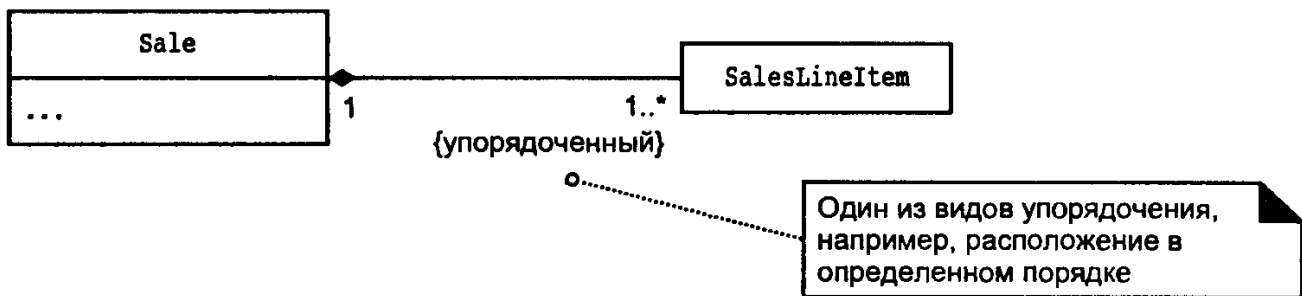 Sale
...
SalesLineItem
1
1..*
{упорядоченный}
Один из видов упорядочения,
например, расположение в
определенном порядке